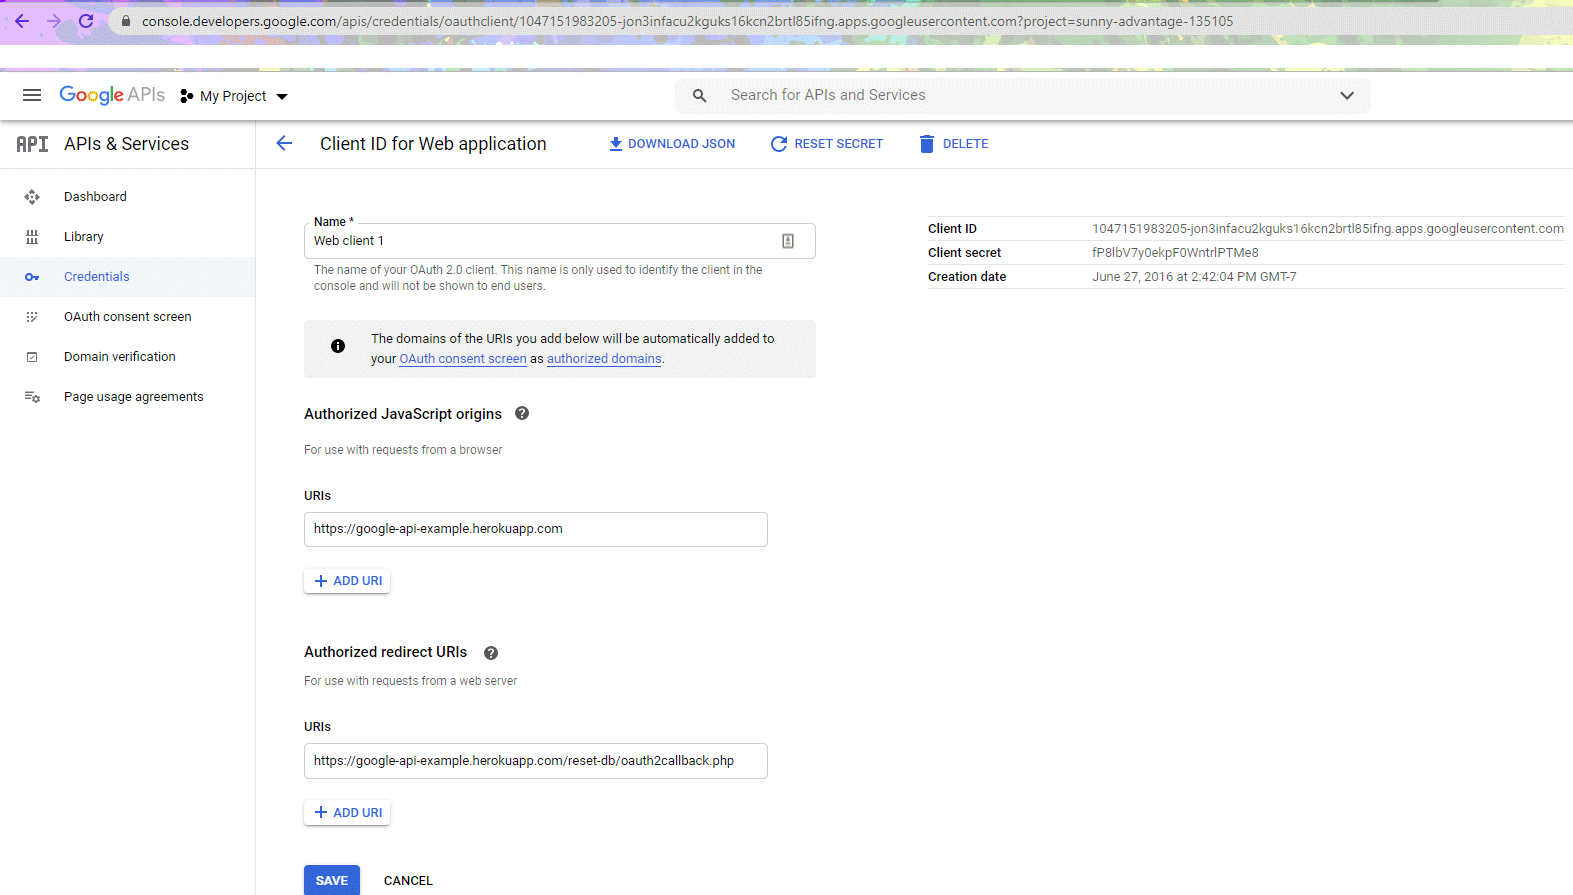 console.developers.google.com/apis/credentials/oauthclient/1047151983205-jon3infacu2kguks16kcn2brtl85ifng.apps.googleusercontent.com?project=sunny-advantage-135105
Google APIs
My Project
Search for APIs and Services
API APIs & Services
Client ID for Web application
DOWNLOAD JSON
RESET SECRET
DELETE
Dashboard
Library
Credentials
OAuth consent screen
Domain verification
Page usage agreements
Name *
Web client 1
The name of your OAuth 2.0 client. This name is only used to identify the client in the
console and will not be shown to end users.
The domains of the URIs you add below will be automatically added to
your OAuth consent screen as authorized domains.
Authorized JavaScript origins
For use with requests from a browser
URIs
https://google-api-example.herokuapp.com
ADD URI
Authorized redirect URIs
For use with requests from a web server
URIs
https://google-api-example.herokuapp.com/reset-db/oauth2callback.php
ADD URI
SAVE
CANCEL
Client ID 1047151983205-jon3infacu2kguks16kcn2brtl85ifng.apps.googleusercontent.com
Client secret fP8lbV7y0ekpF0WntrlPTMe8
Creation date June 27, 2016 at 2:42:04 PM GMT-7